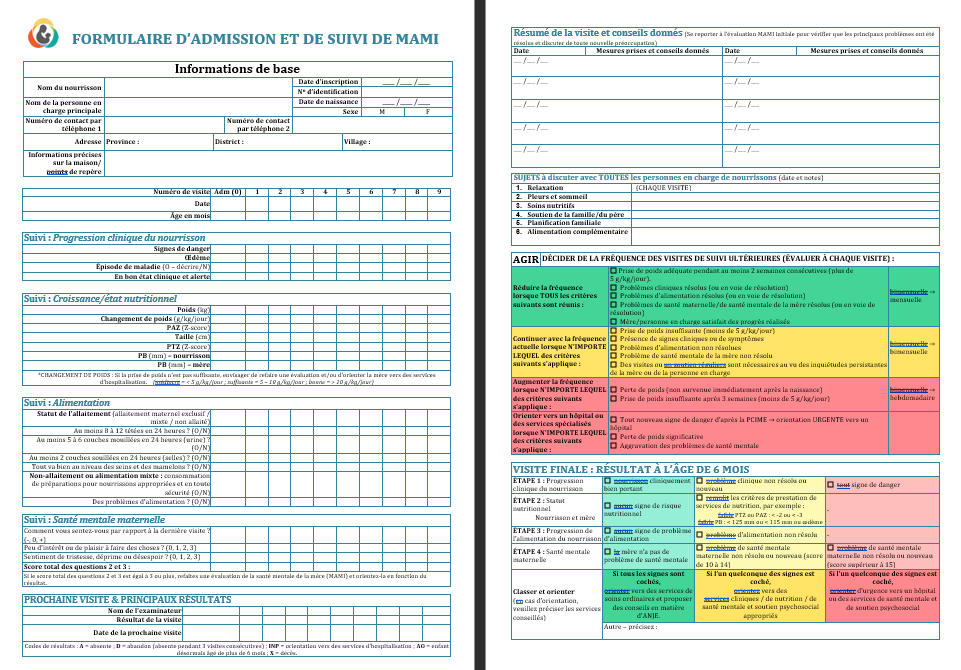 FORMULAIRE D'ADMISSION ET DE SUIVI DE MAMI
Informations de base
Nom du nourrisson
Date d'inscription
___ /___ /___
N° d'identification
Nom de la personne en
charge principale
Date de naissance
___ /___ /___
Sexe
M
F
Numéro de contact par
téléphone 1
Numéro de contact
par téléphone 2
Adresse
Province :
District :
Village :
Informations précises
sur la maison/
points de repère
Numéro de visite
Adm (0)
1
2
3
4
5
6
7
8
9
Date
Âge en mois
Suivi : Progression clinique du nourrisson
Signes de danger
Œdème
Épisode de maladie (O – décrire/N)
En bon état clinique et alerte
Suivi : Croissance/état nutritionnel
Poids (kg)
Changement de poids (g/kg/jour)
PAZ (Z-score)
Taille (cm)
PTZ (Z-score)
PB (mm) – nourrisson
PB (mm) – mère
*CHANGEMENT DE POIDS : Si la prise de poids n'est pas suffisante, envisager de refaire une évaluation et/ou d'orienter la mère vers des services
d'hospitalisation. = < 5 g/kg/jour ; suffisante = 5 – 10 g/kg/jour ; bonne = > 10 g/kg/jour)
Suivi : Alimentation
Statut de l'allaitement (allaitement maternel exclusif /
mixte / non allaité)
Au moins 8 à 12 tétées en 24 heures ? (O/N)
Au moins 5 à 6 couches mouillées en 24 heures (urine) ?
(O/N)
Au moins 2 couches souillées en 24 heures (selles) ? (O/N)
Tout va bien au niveau des seins et des mamelons ? (O/N)
Non-allaitement ou alimentation mixte : consommation
de préparations pour nourrissons appropriées et en toute
sécurité (O/N)
Des problèmes d'alimentation ? (O/N)
Suivi : Santé mentale maternelle
Comment vous sentez-vous par rapport à la dernière visite ?
(-, 0, +)
Peu d'intérêt ou de plaisir à faire des choses ? (0, 1, 2, 3)
Sentiment de tristesse, déprime ou désespoir ? (0, 1, 2, 3)
Score total des questions 2 et 3 :
Si le score total des questions 2 et 3 est égal à 3 ou plus, refaites une évaluation de la santé mentale de la mère (MAMI) et orientez-la en fonction du
résultat.
PROCHAINE VISITE & PRINCIPAUX RÉSULTATS
Nom de l'examinateur
Résultat de la visite
Date de la prochaine visite
Codes de résultats : A = absente ; D = abandon (absente pendant 3 visites consécutives) ; INP = orientation vers des services d'hospitalisation ; AO = enfant
désormais âgé de plus de 6 mois ; X = décès.
Résumé de la visite et conseils donnés (Se reporter à l'évaluation MAMI initiale pour vérifier que les principaux problèmes ont été
résolus et discuter de toute nouvelle préoccupation)
Date
Mesures prises et conseils donnés
Date
Mesures prises et conseils donnés
__ /__ /__
__ /__ /__
__ /__ /__
__ /__ /__
__ /__ /__
__ /__ /__
__ /__ /__
__ /__ /__
__ /__ /__
__ /__ /__
SUJETS à discuter avec TOUTES les personnes en charge de nourrissons (date et notes)
1. Relaxation
(CHAQUE VISITE)
2. Pleurs et sommeil
3. Soins nutritifs
4. Soutien de la famille/du père
5. Planification familiale
6. Alimentation complémentaire
AGIR
DÉCIDER DE LA FRÉQUENCE DES VISITES DE SUIVI ULTÉRIEURES (ÉVALUER À CHAQUE VISITE) :
Réduire la fréquence
lorsque TOUS les critères
suivants sont réunis :
Prise de poids adéquate pendant au moins 2 semaines consécutives (plus de
5 g/kg/jour).
Problèmes cliniques résolus (ou en voie de résolution)
Problèmes d'alimentation résolus (ou en voie de résolution)
Problèmes de santé maternelle/de santé mentale de la mère résolus (ou en voie de
résolution)
Mère/personne en charge satisfait des progrès réalisés
bimensuelle →
mensuelle
Continuer avec la fréquence
actuelle lorsque N'IMPORTE
LEQUEL des critères
suivants s'applique :
Prise de poids insuffisante (moins de 5 g/kg/jour)
Présence de signes cliniques ou de symptômes
Problèmes d'alimentation non résolues
Problème de santé mentale de la mère non résolu
Des visites ou sont nécessaires au vu des inquiétudes persistantes
de la mère ou de la personne en charge
bimensuelle →
bimensuelle
Augmenter la fréquence
lorsque N'IMPORTE LEQUEL
des critères suivants
s'applique :
Perte de poids (non survenue immédiatement après la naissance)
Prise de poids insuffisante après 3 semaines (moins de 5 g/kg/jour)
bimensuelle →
hebdomadaire
Orienter vers un hôpital ou
des services spécialisés
lorsque N'IMPORTE LEQUEL
des critères suivants
s'applique :
Tout nouveau signe de danger d'après la PCIME → orientation URGENTE vers un
hôpital
Perte de poids significative
Aggravation des problèmes de santé mentale
VISITE FINALE : RÉSULTAT À L'ÂGE DE 6 MOIS
ÉTAPE 1 : Progression
clinique du nourrisson
nourrisson cliniquement
bien portant
problème clinique non résolu ou
nouveau
tout signe de danger
ÉTAPE 2 : Statut
nutritionnel
Nourrisson et mère
aucun signe de risque
nutritionnel
remplit les critères de prestation de
services de nutrition, par exemple :
faible PTZ ou PAZ : < -2 ou < -3
faible PB : < 125 mm ou < 115 mm ou œdème
-
ÉTAPE 3 : Progression de
l'alimentation du nourrisson
aucun signe de problème
d'alimentation
problème d'alimentation non résolu
-
ÉTAPE 4 : Santé mentale
maternelle
la mère n'a pas de
problème de santé mentale
problème de santé mentale
maternelle non résolu ou nouveau (score
de 10 à 14)
problème de santé mentale
maternelle non résolu ou nouveau
(score supérieur à 15)
Classer et orienter
(en cas d'orientation,
veuillez préciser les services
conseillés)
Si tous les signes sont
cochés,
orienter vers des services de
soins ordinaires et proposer
des conseils en matière
d'ANJE.
Si l'un quelconque des signes est
coché,
orienter vers des
services cliniques / de nutrition / de
santé mentale et soutien psychosocial
appropriés
Si l'un quelconque des signes est
coché,
orienter d'urgence vers un hôpital
ou des services de santé mentale et
de soutien psychosocial
Autre – précisez :